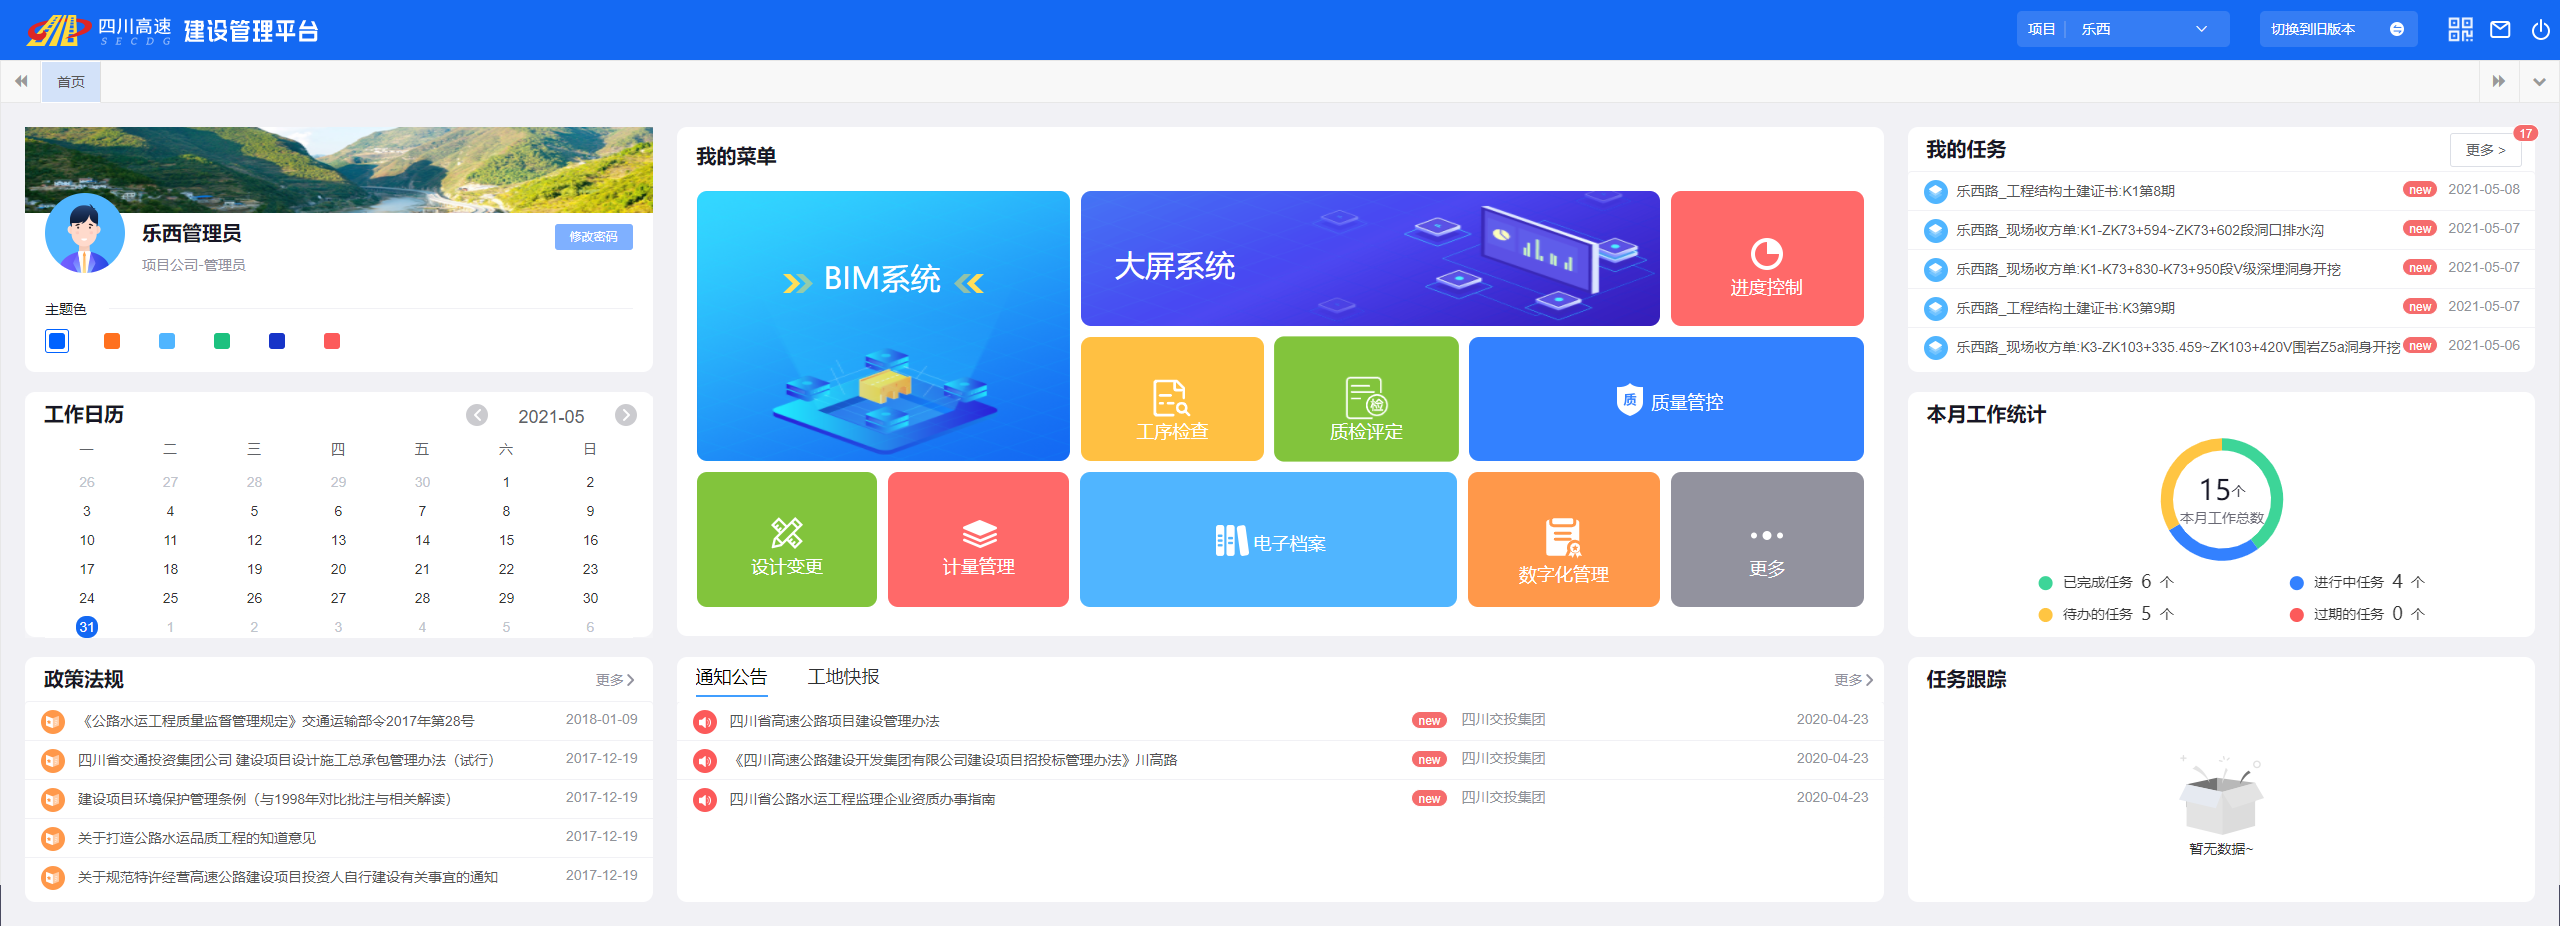 四川高速
SECDG
建设管理平台
项目 乐西
切换到旧版本
首页
乐西管理员
项目公司-管理员
修改密码
主题色
工作日历
2021-05
一 二 三 四 五 六 日
26 27 28 29 30 1 2
3 4 5 6 7 8 9
10 11 12 13 14 15 16
17 18 19 20 21 22 23
24 25 26 27 28 29 30
31 1 2 3 4 5 6
政策法规
更多
《公路水运工程质量监督管理规定》交通运输部令2017年第28号 2018-01-09
四川省交通投资集团公司 建设项目设计施工总承包管理办法（试行） 2017-12-19
建设项目环境保护管理条例（与1998年对比批注与相关解读） 2017-12-19
关于打造公路水运品质工程的知道意见 2017-12-19
关于规范特许经营高速公路建设项目投资人自行建设有关事宜的通知 2017-12-19
我的菜单
BIM系统
大屏系统
进度控制
工序检查
检
质检评定
质
质量管控
设计变更
计量管理
电子档案
数字化管理
更多
通知公告 工地快报
更多
四川省高速公路项目建设管理办法 new 四川交投集团 2020-04-23
《四川高速公路建设开发集团有限公司建设项目招投标管理办法》川高路 new 四川交投集团 2020-04-23
四川省公路水运工程监理企业资质办事指南 new 四川交投集团 2020-04-23
我的任务
更多 >
17
乐西路_工程结构土建证书:K1第8期 new 2021-05-08
乐西路_现场收方单:K1-ZK73+594~ZK73+602段洞口排水沟 new 2021-05-07
乐西路_现场收方单:K1-K73+830-K73+950段V级深埋洞身开挖 new 2021-05-07
乐西路_工程结构土建证书:K3第9期 new 2021-05-07
乐西路_现场收方单:K3-ZK103+335.459~ZK103+420V围岩Z5a洞身开挖 new 2021-05-06
本月工作统计
15个
本月工作总数
已完成任务 6 个
进行中任务 4 个
待办的任务 5 个
过期的任务 0 个
任务跟踪
暂无数据~